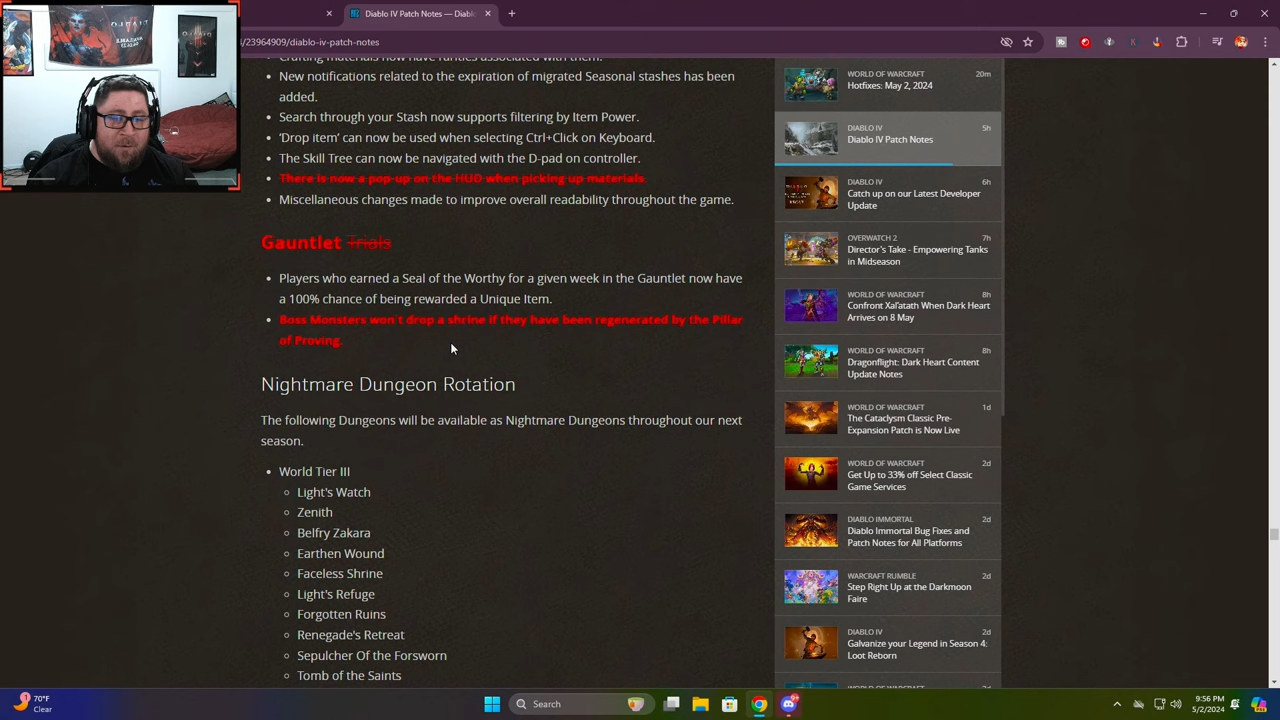 Diablo IV Patch Notes — Diabl
23964909/diablo-iv-patch-notes
Crafting materials now have rarities associated with them.
New notifications related to the expiration of migrated Seasonal stashes has been
added.
Search through your Stash now supports filtering by Item Power.
‘Drop item’ can now be used when selecting Ctrl+Click on Keyboard.
The Skill Tree can now be navigated with the D-pad on controller.
There is now a pop-up on the HUD when picking up materials.
Miscellaneous changes made to improve overall readability throughout the game.
Gauntlet Trials
Players who earned a Seal of the Worthy for a given week in the Gauntlet now have
a 100% chance of being rewarded a Unique Item.
Boss Monsters won't drop a shrine if they have been regenerated by the Pillar
of Proving.
Nightmare Dungeon Rotation
The following Dungeons will be available as Nightmare Dungeons throughout our next
season.
World Tier III
Light's Watch
Zenith
Belfry Zakara
Earthen Wound
Faceless Shrine
Light's Refuge
Forgotten Ruins
Renegade's Retreat
Sepulcher Of the Forsworn
Tomb of the Saints
WORLD OF WARCRAFT 20m
Hotfixes: May 2, 2024
DIABLO IV 5h
Diablo IV Patch Notes
DIABLO IV 6h
Catch up on our Latest Developer
Update
OVERWATCH 2 7h
Director's Take - Empowering Tanks
in Midseason
WORLD OF WARCRAFT 8h
Confront Xal'atath When Dark Heart
Arrives on 8 May
WORLD OF WARCRAFT 8h
Dragonflight: Dark Heart Content
Update Notes
WORLD OF WARCRAFT 1d
The Cataclysm Classic Pre-
Expansion Patch is Now Live
WORLD OF WARCRAFT 2d
Get Up to 33% off Select Classic
Game Services
DIABLO IMMORTAL 2d
Diablo Immortal Bug Fixes and
Patch Notes for All Platforms
WARCRAFT RUMBLE 2d
Step Right Up at the Darkmoon
Faire
DIABLO IV 2d
Galvanize your Legend in Season 4:
Loot Reborn
70°F
Clear
Search
9:56 PM
5/2/2024